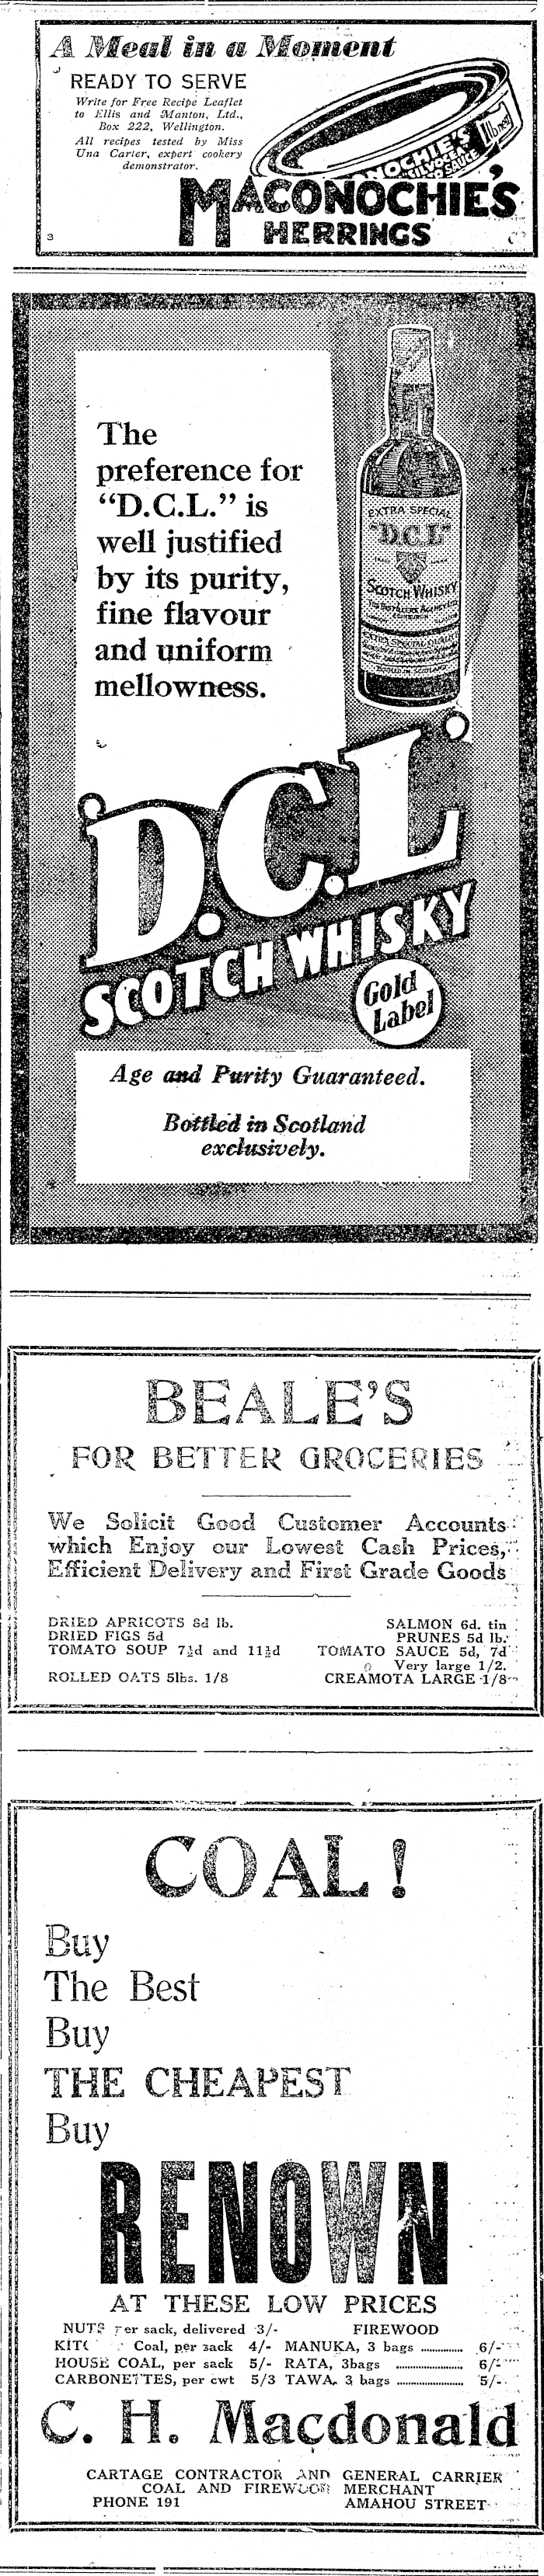 A Meal in a Moment
READY TO SERVE
Write for Free Recipe Leaflet
to Ellis and Manton, Ltd.,
Box 222, Wellington.
All recipes tested by Miss
Una Carter, expert cookery
demonstrator.
MACONOCHIE'S
HERRINGS
3
The
preference for
"D.C.L." is
well justified
by its purity,
fine flavour
and uniform
mellowness.
EXTRA SPECIAL
"D.C.L"
SCOTCH WHISKY
D.C.L.
SCOTCH WHISKY
Gold
Label
Age and Purity Guaranteed.
Bottled in Scotland
exclusively.
BEALE'S
FOR BETTER GROCERIES
We Solicit Good Customer Accounts
which Enjoy our Lowest Cash Prices,
Efficient Delivery and First Grade Goods
DRIED APRICOTS 8d lb.
DRIED FIGS 5d
TOMATO SOUP 7½d and 11½d
ROLLED OATS 5lbs. 1/8
SALMON 6d. tin
PRUNES 5d lb.
TOMATO SAUCE 5d, 7d
Very large 1/2.
CREAMOTA LARGE 1/8
COAL!
Buy
The Best
Buy
THE CHEAPEST
Buy
RENOWN
AT THESE LOW PRICES
NUTS per sack, delivered 3/-
Coal, per sack 4/-
HOUSE COAL, per sack 5/-
CARBONETTES, per cwt 5/3
FIREWOOD
MANUKA, 3 bags .............. 6/-
RATA, 3bags .............. 6/-
TAWA, 3 bags .............. 5/-
C. H. Macdonald
CARTAGE CONTRACTOR AND GENERAL CARRIER
COAL AND FIREWOOD MERCHANT
PHONE 191 AMAHOU STREET